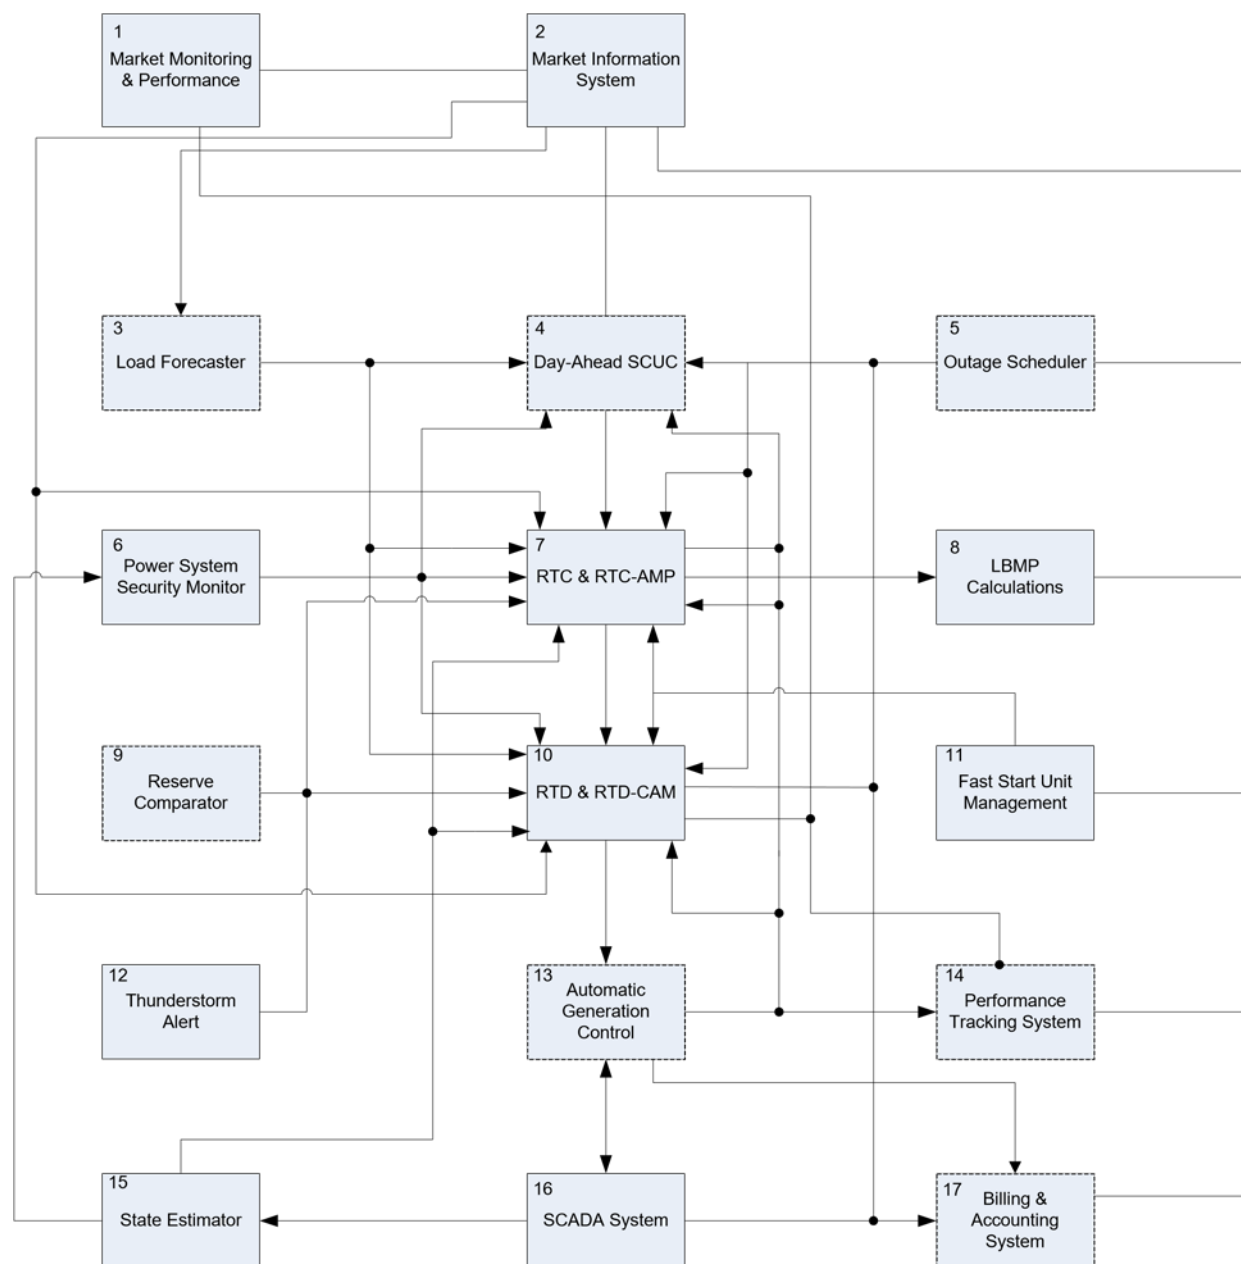 1
Market Monitoring
& Performance
2
Market Information
System
3
Load Forecaster
4
Day-Ahead SCUC
5
Outage Scheduler
6
Power System
Security Monitor
7
RTC & RTC-AMP
8
LBMP
Calculations
9
Reserve
Comparator
10
RTD & RTD-CAM
11
Fast Start Unit
Management
12
Thunderstorm
Alert
13
Automatic
Generation
Control
14
Performance
Tracking System
15
State Estimator
16
SCADA System
17
Billing &
Accounting
System